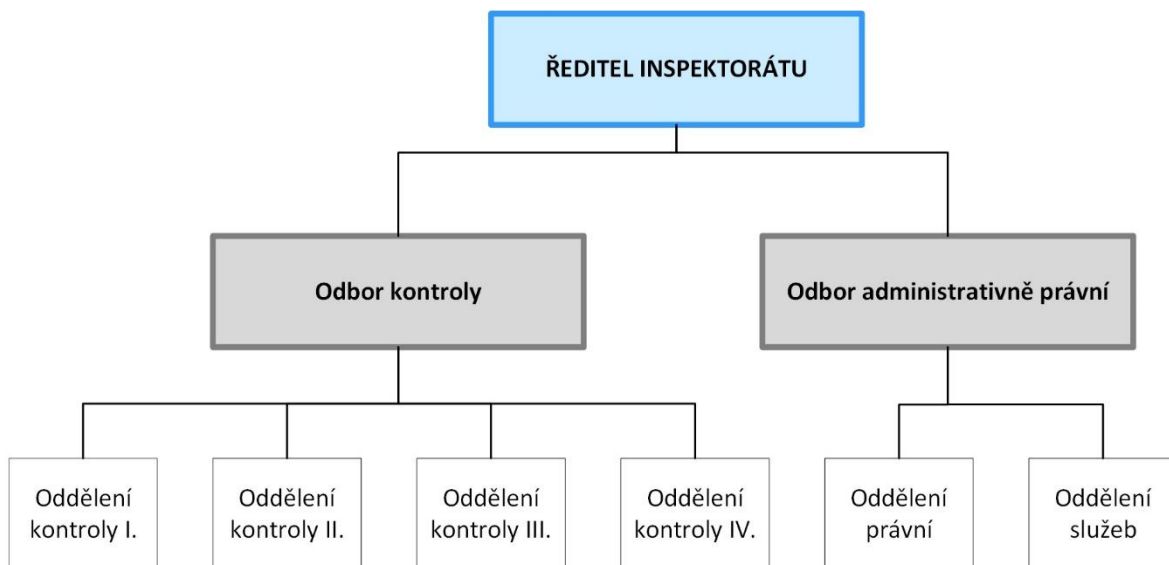 ŘEDITEL INSPEKTORÁTU
Odbor kontroly
Odbor administrativně právní
Oddělení
kontroly I.
Oddělení
kontroly II.
Oddělení
kontroly III.
Oddělení
kontroly IV.
Oddělení
právní
Oddělení
služeb